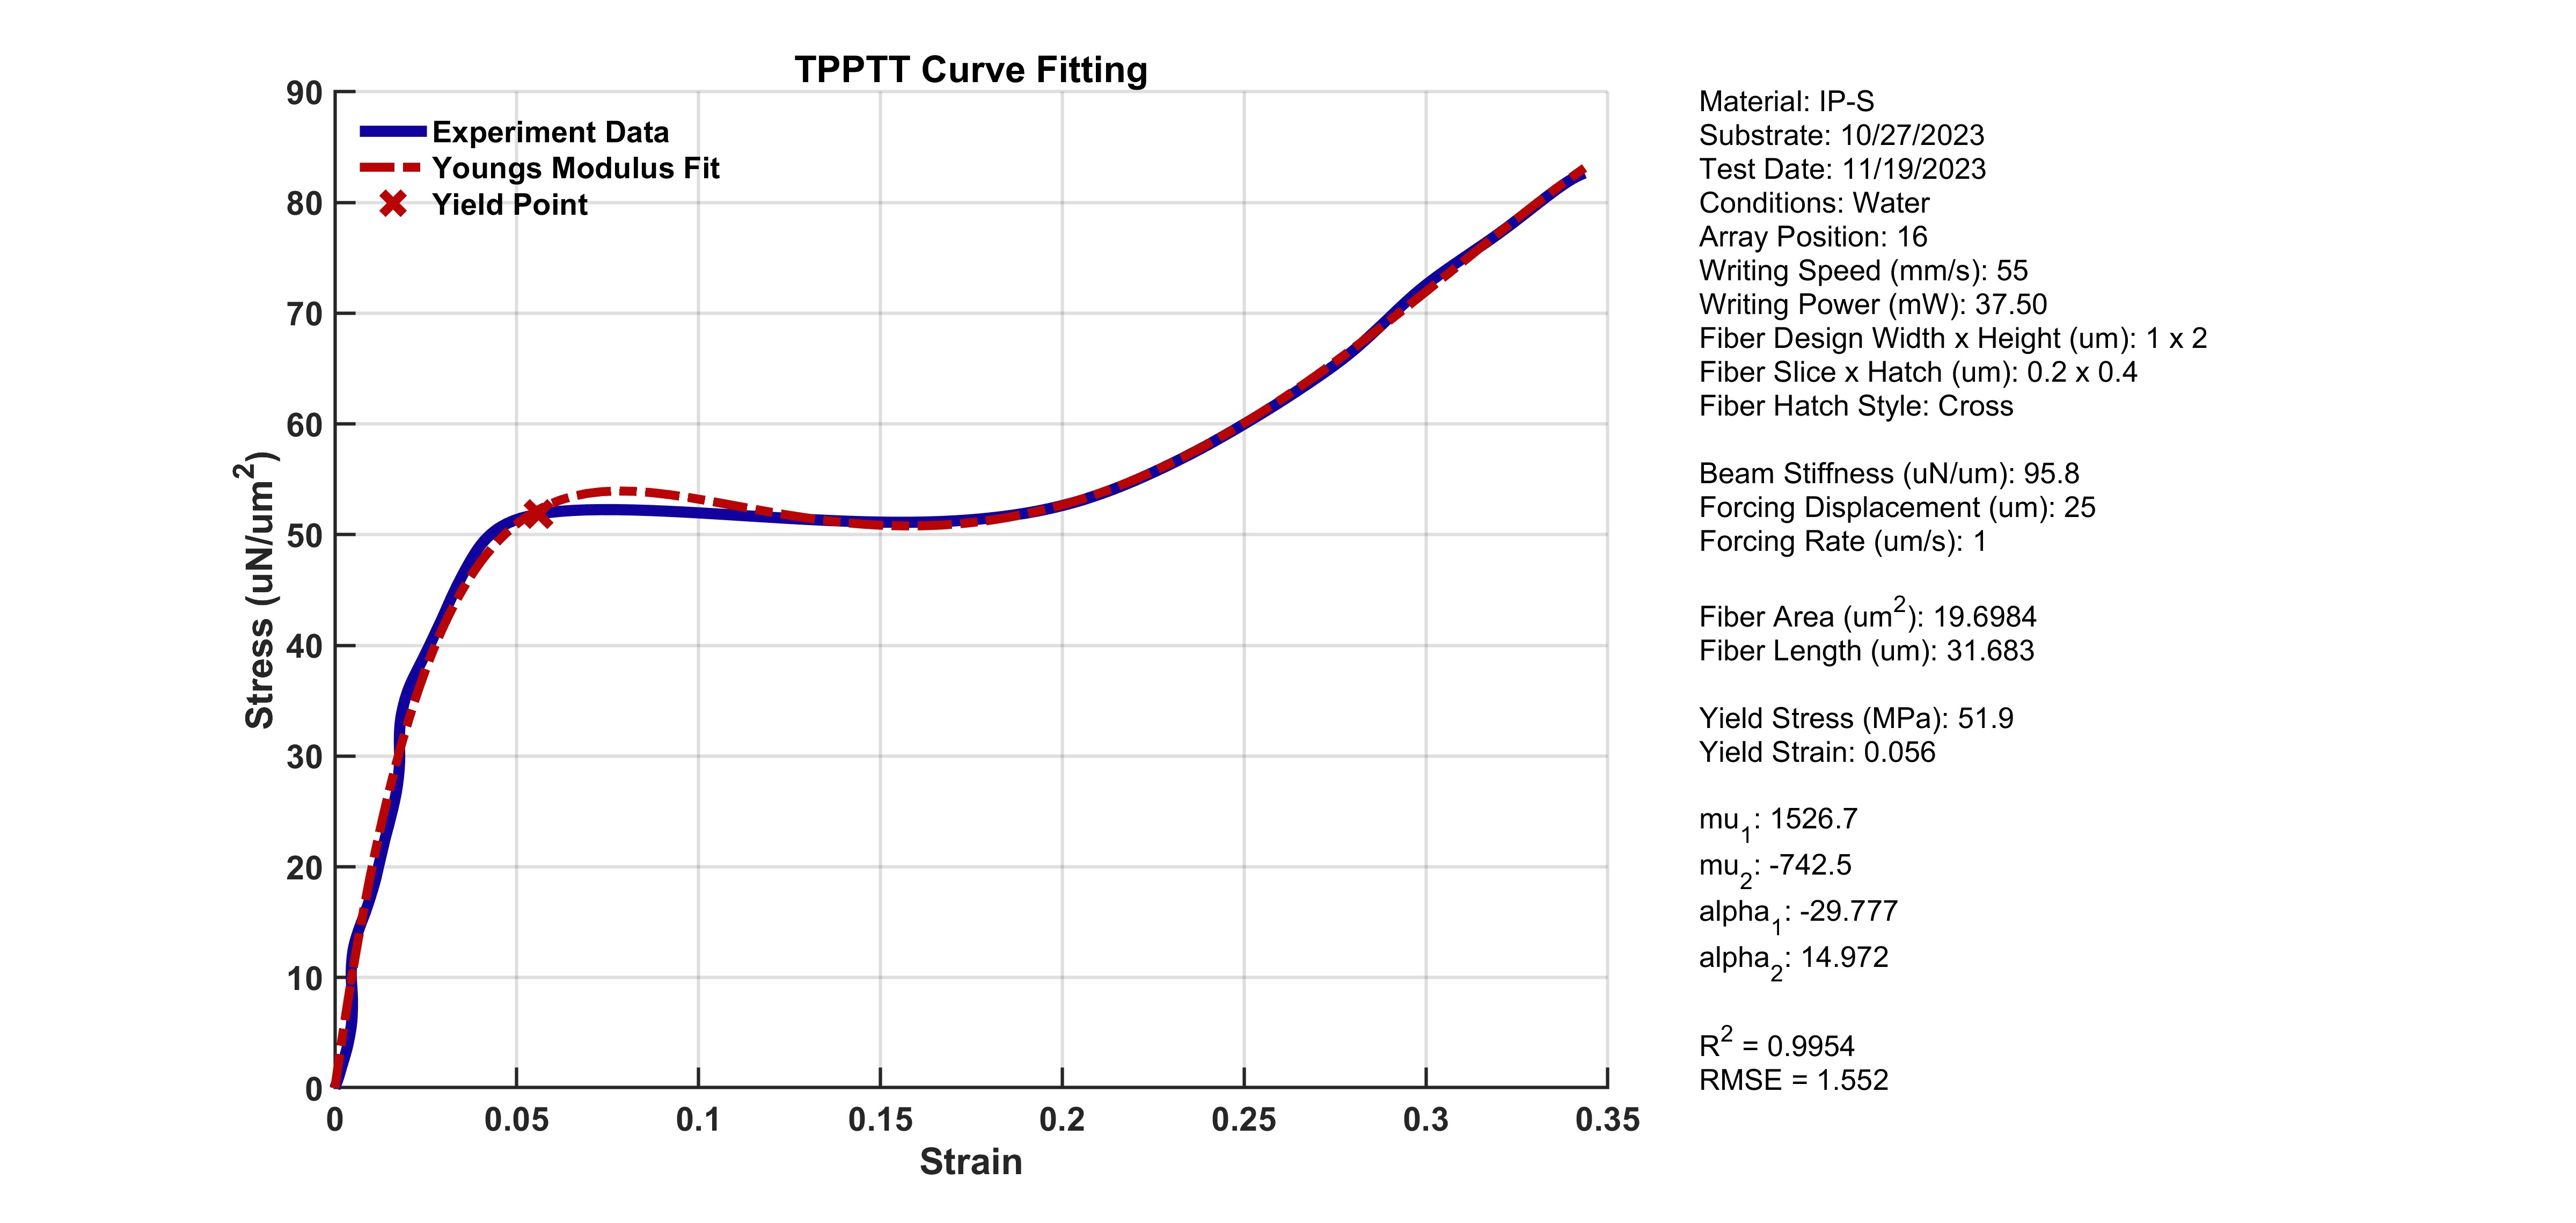 TPPTT Curve Fitting
90
80
70
60
50
40
30
20
10
0
Stress (uN/um²)
Experiment Data
Youngs Modulus Fit
Yield Point
0
0.05
0.1
0.15
0.2
0.25
0.3
0.35
Strain
Material: IP-S
Substrate: 10/27/2023
Test Date: 11/19/2023
Conditions: Water
Array Position: 16
Writing Speed (mm/s): 55
Writing Power (mW): 37.50
Fiber Design Width x Height (um): 1 x 2
Fiber Slice x Hatch (um): 0.2 x 0.4
Fiber Hatch Style: Cross
Beam Stiffness (uN/um): 95.8
Forcing Displacement (um): 25
Forcing Rate (um/s): 1
Fiber Area (um²): 19.6984
Fiber Length (um): 31.683
Yield Stress (MPa): 51.9
Yield Strain: 0.056
mu₁: 1526.7
mu₂: -742.5
alpha₁: -29.777
alpha₂: 14.972
R² = 0.9954
RMSE = 1.552